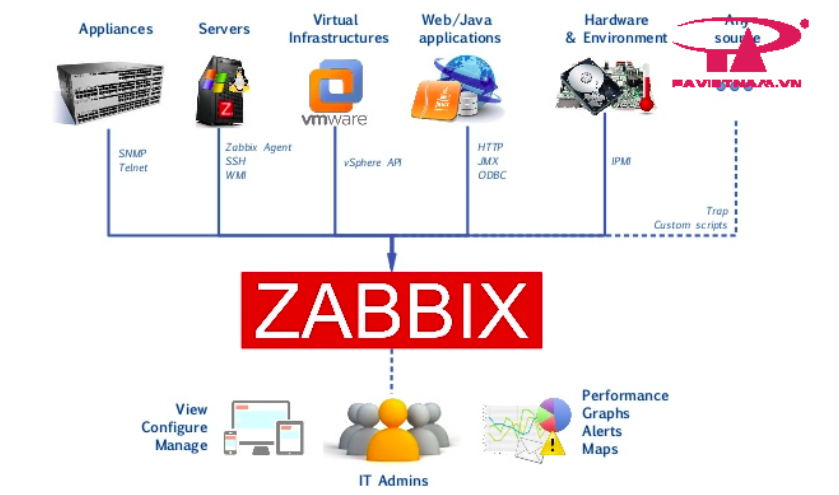 Appliances
Servers
Virtual
Infrastructures
Web/Java
applications
Hardware
& Environment
Any
source
PAVIETNAM.VN
vmware
Z
SNMP
Telnet
Zabbix Agent
SSH
WMI
vSphere API
HTTP
JMX
ODBC
IPMI
Trap
Custom scripts
ZABBIX
View
Configure
Manage
IT Admins
Performance
Graphs
Alerts
Maps